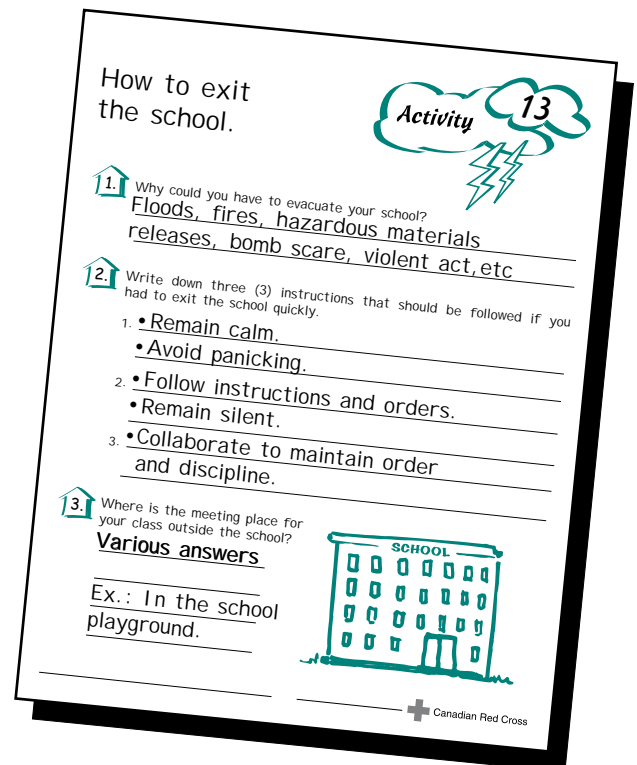 How to exit
the school.
Activity
13
1.
Why could you have to evacuate your school?
Floods, fires, hazardous materials
releases, bomb scare, violent act,etc
2.
Write down three (3) instructions that should be followed if you
had to exit the school quickly.
1. •Remain calm.
•Avoid panicking.
2. •Follow instructions and orders.
•Remain silent.
3. •Collaborate to maintain order
and discipline.
3.
Where is the meeting place for
your class outside the school?
Various answers
Ex.: In the school
playground.
SCHOOL
Canadian Red Cross